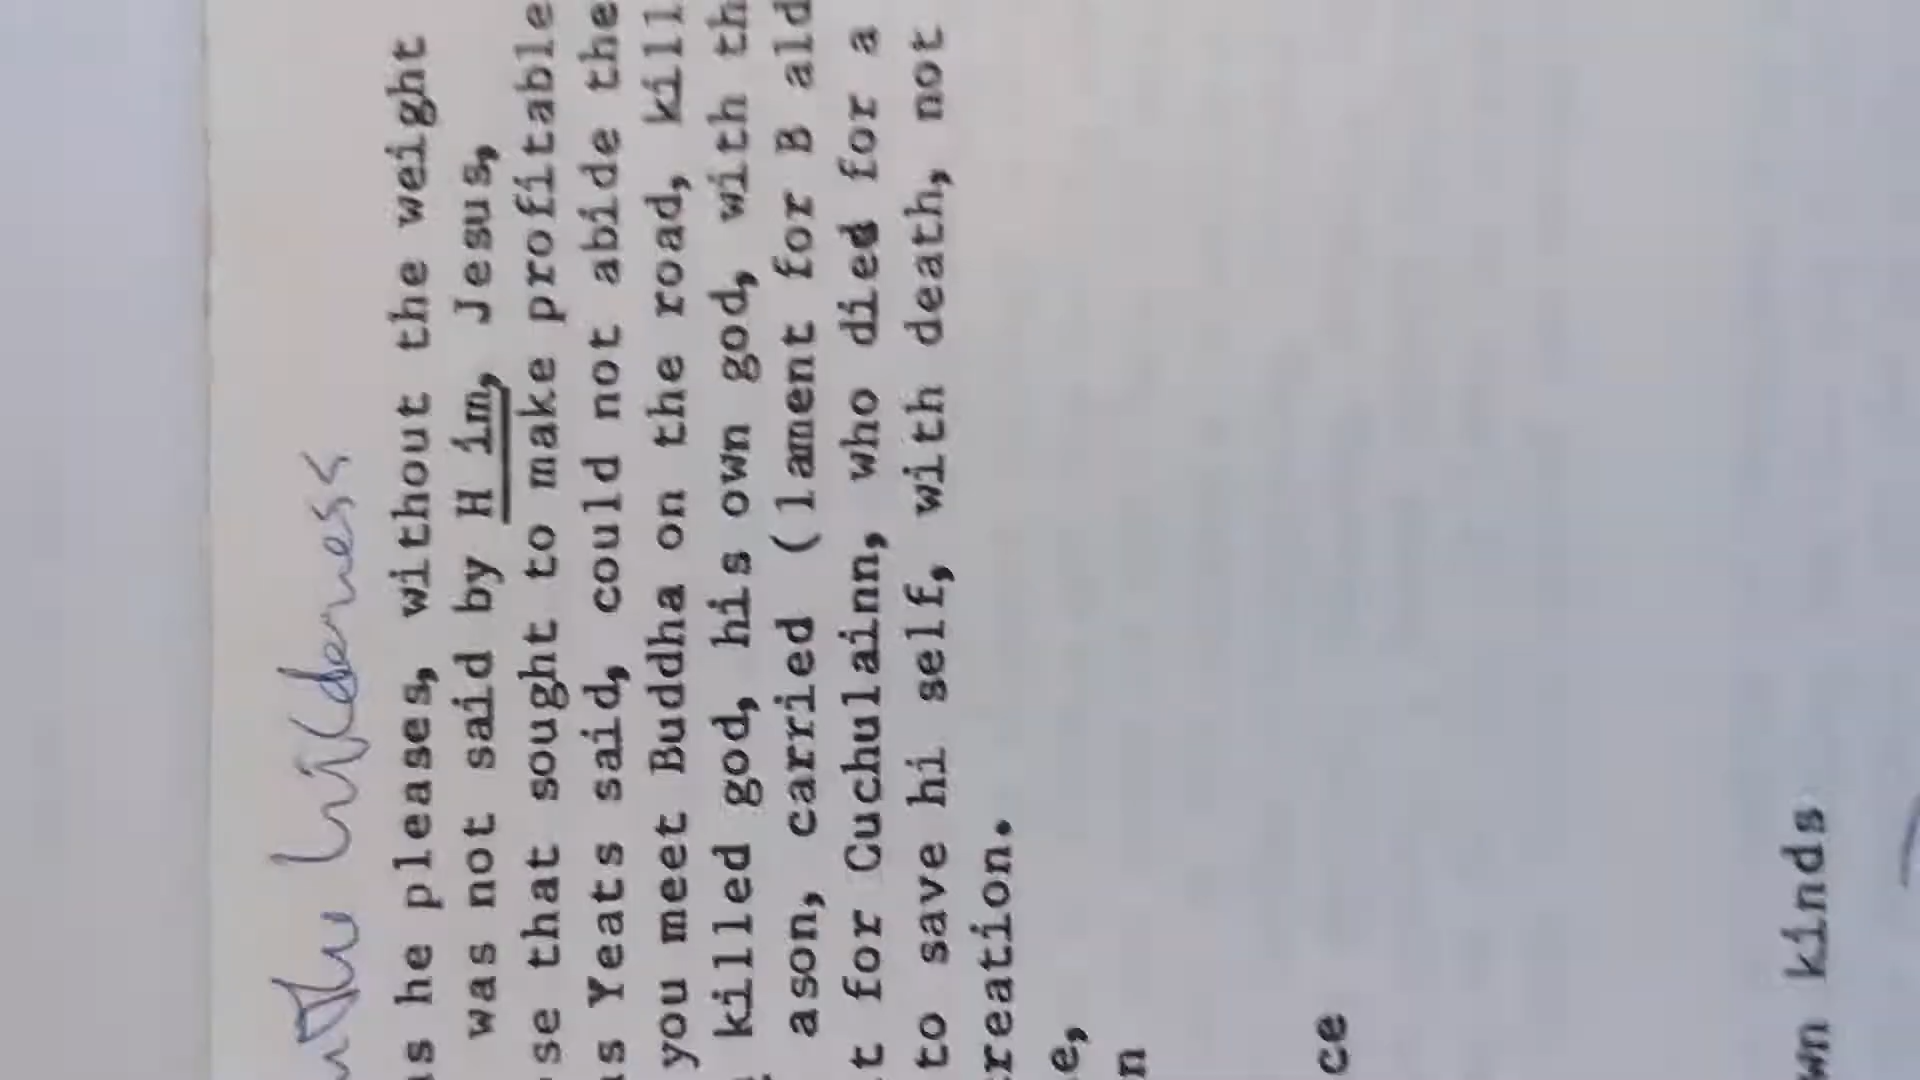 the Wilderness
he pleases, without the weight
was not said by H im, Jesus,
that sought to make profitable
Yeats said, could not abide the
you meet Buddha on the road, kill
killed god, his own god, with th
ason, carried (lament for B ald
t for Cuchulainn, who died for a
to save hi self, with death, not
reation.
e,
n
ce
wn kinds